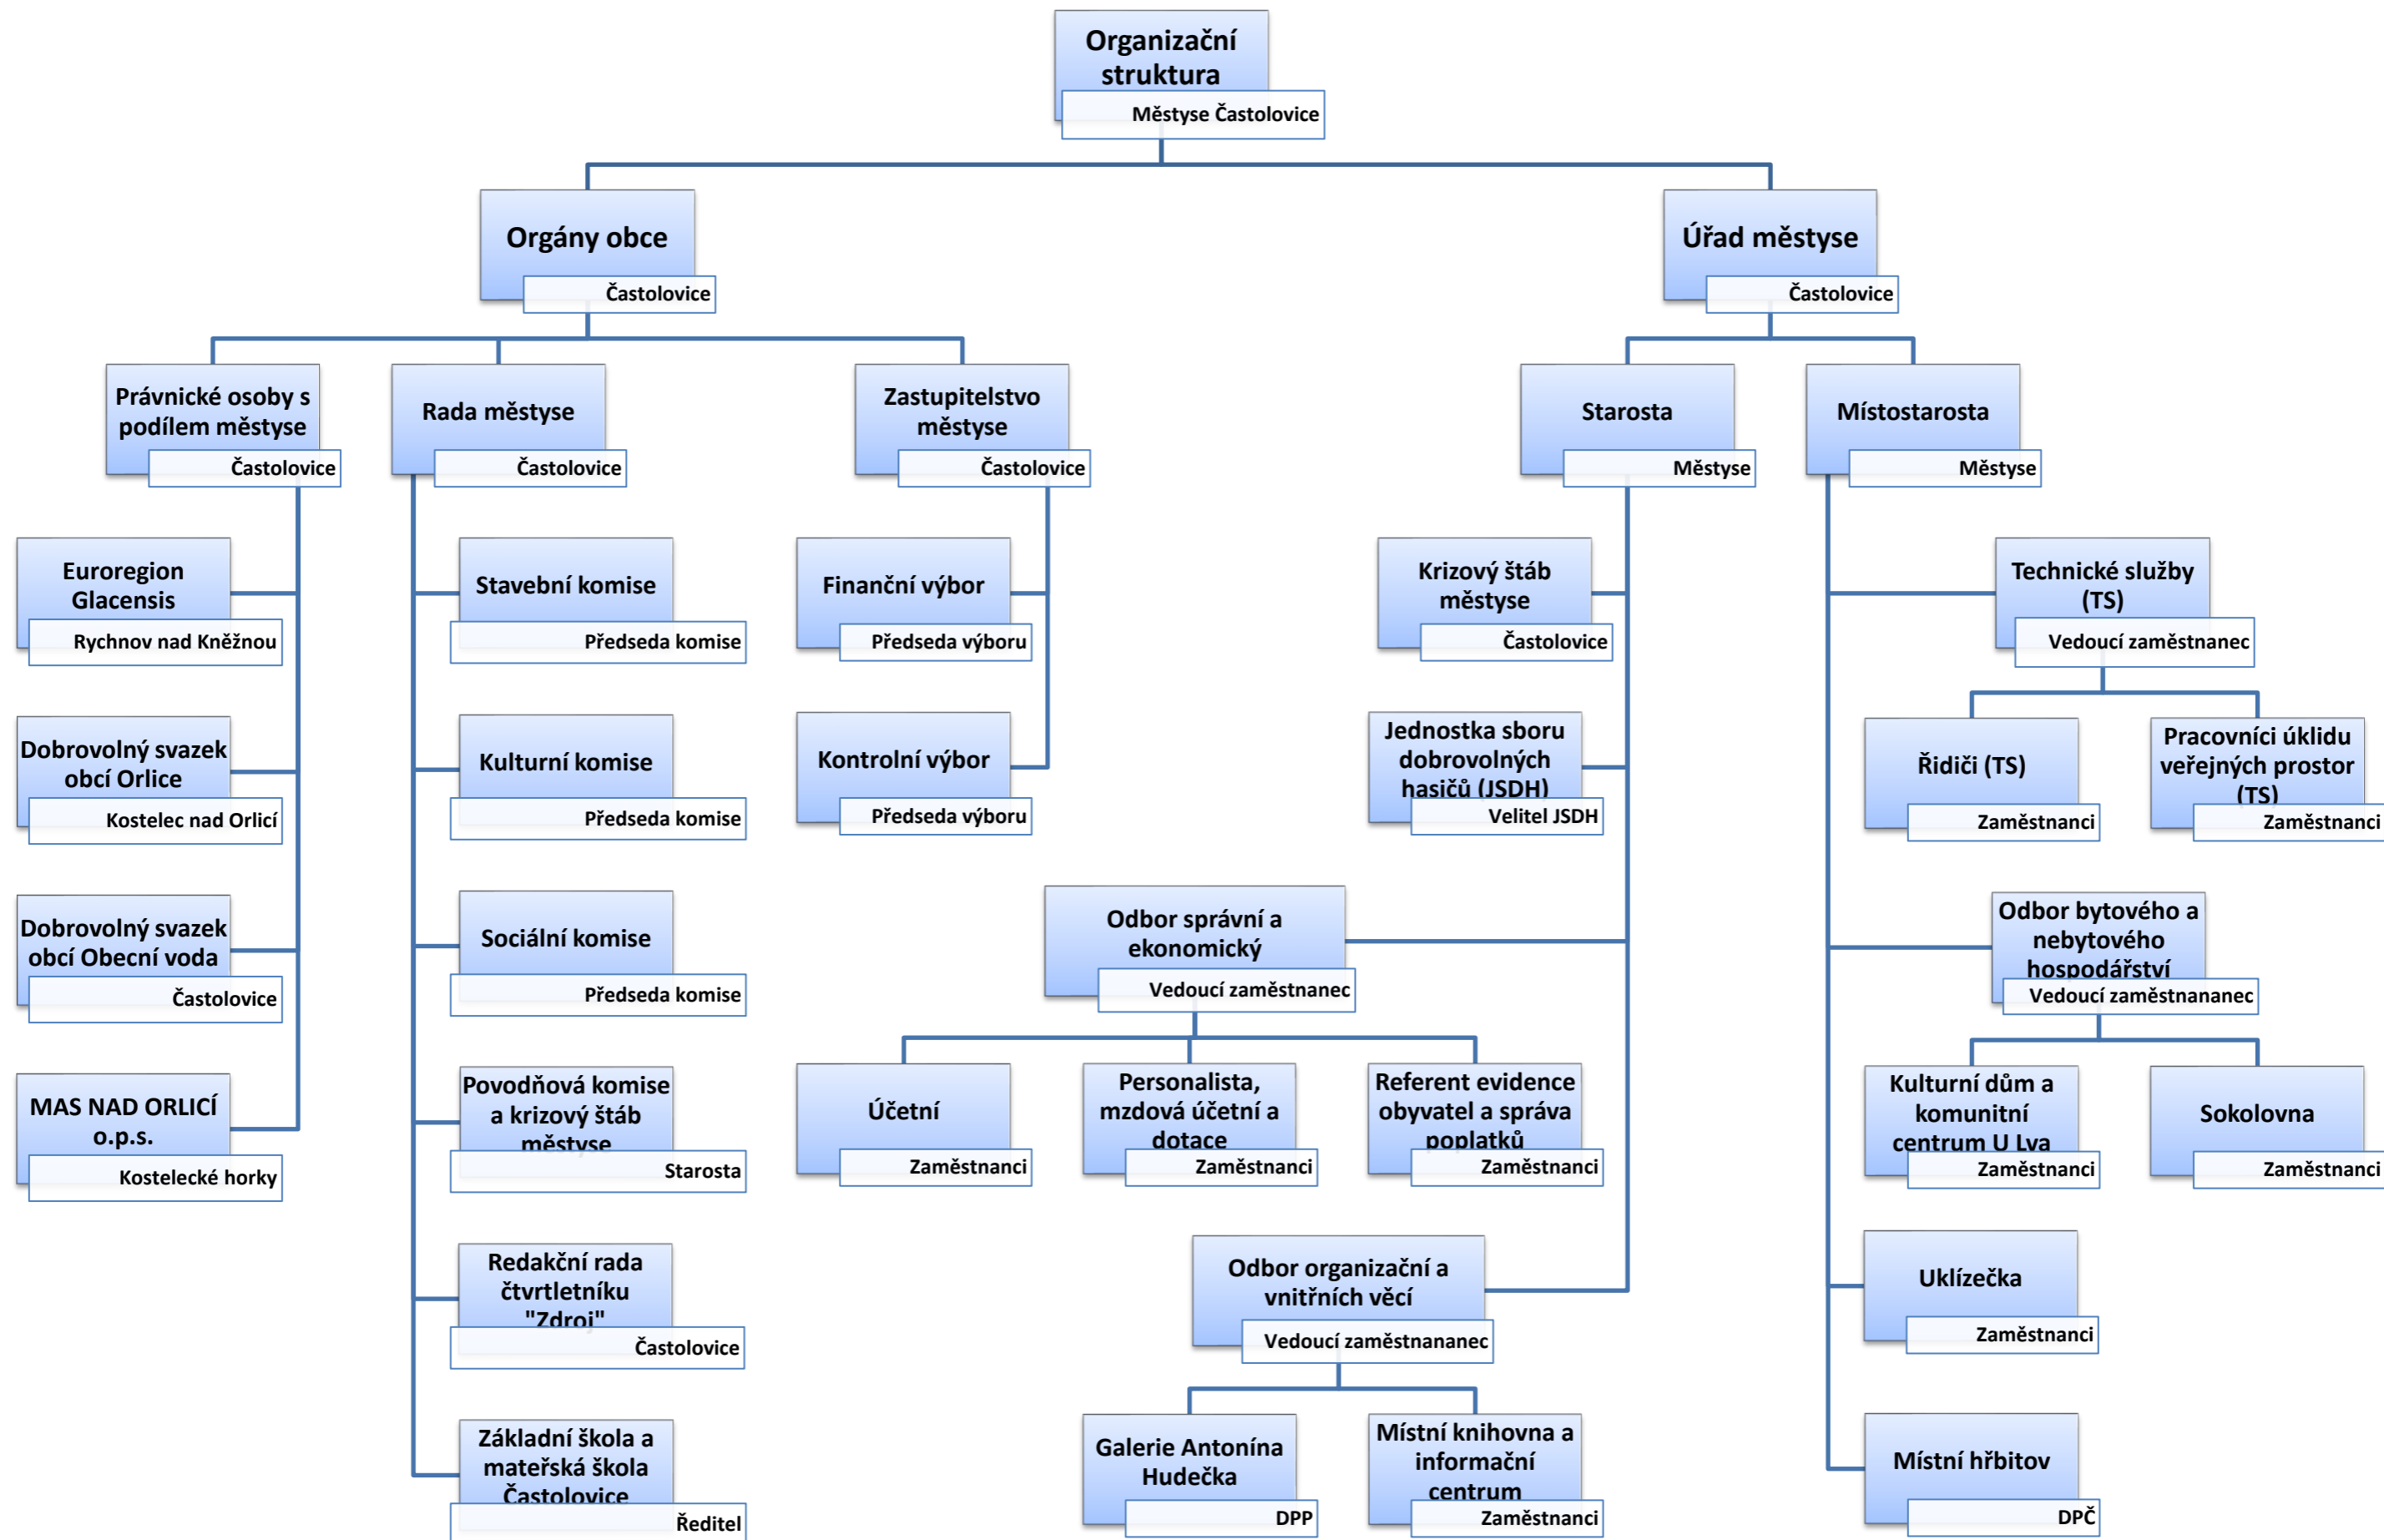 Organizační
struktura
Městyse Častolovice
Orgány obce
Častolovice
Úřad městyse
Častolovice
Právnické osoby s
podílem městyse
Častolovice
Rada městyse
Častolovice
Zastupitelstvo
městyse
Častolovice
Starosta
Městyse
Místostarosta
Městyse
Euroregion
Glacensis
Rychnov nad Kněžnou
Dobrovolný svazek
obcí Orlice
Kostelec nad Orlicí
Dobrovolný svazek
obcí Obecní voda
Častolovice
MAS NAD ORLICÍ
o.p.s.
Kostelecké horky
Stavební komise
Předseda komise
Kulturní komise
Předseda komise
Sociální komise
Předseda komise
Povodňová komise
a krizový štáb
městyse
Starosta
Redakční rada
čtvrtletníku
"Zdroj"
Častolovice
Základní škola a
mateřská škola
Častolovice
Ředitel
Finanční výbor
Předseda výboru
Kontrolní výbor
Předseda výboru
Krizový štáb
městyse
Častolovice
Jednostka sboru
dobrovolných
hasičů (JSDH)
Velitel JSDH
Odbor správní a
ekonomický
Vedoucí zaměstnanec
Účetní
Zaměstnanci
Personalista,
mzdová účetní a
dotace
Zaměstnanci
Referent evidence
obyvatel a správa
poplatků
Zaměstnanci
Odbor organizační a
vnitřních věcí
Vedoucí zaměstnananec
Galerie Antonína
Hudečka
DPP
Místní knihovna a
informační
centrum
Zaměstnanci
Technické služby
(TS)
Vedoucí zaměstnanec
Řidiči (TS)
Zaměstnanci
Pracovníci úklidu
veřejných prostor
(TS)
Zaměstnanci
Odbor bytového a
nebytového
hospodářství
Vedoucí zaměstnananec
Kulturní dům a
komunitní
centrum U Lva
Zaměstnanci
Sokolovna
Zaměstnanci
Uklízečka
Zaměstnanci
Místní hřbitov
DPČ